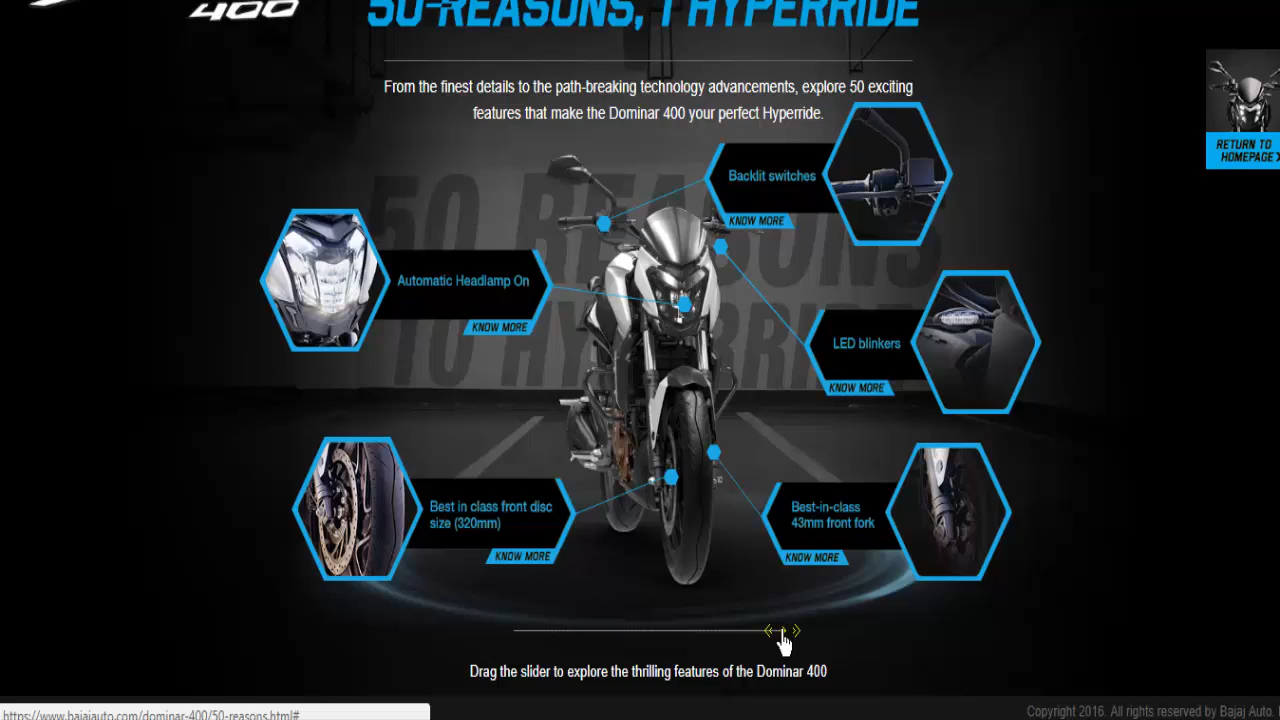 400
50-REASONS, 1 HYPERRIDE
From the finest details to the path-breaking technology advancements, explore 50 exciting
features that make the Dominar 400 your perfect Hyperride.
RETURN TO
HOMEPAGE
50 REASONS
TO HYPERRIDE
Backlit switches
KNOW MORE
Automatic Headlamp On
KNOW MORE
LED blinkers
KNOW MORE
Best in class front disc
size (320mm)
KNOW MORE
Best-in-class
43mm front fork
KNOW MORE
Drag the slider to explore the thrilling features of the Dominar 400
https://www.bajajauto.com/dominar-400/50-reasons.html#
Copyright 2016. All rights reserved by Bajaj Auto.